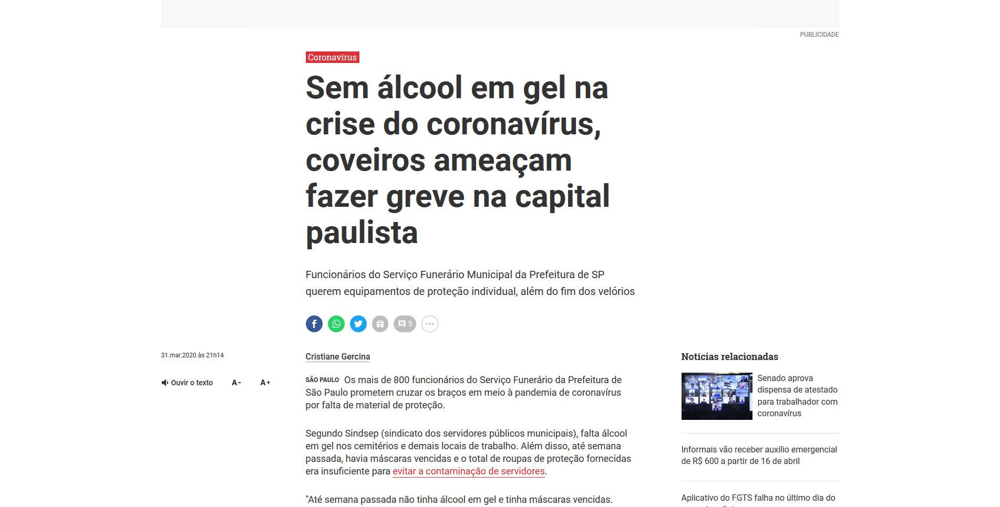 PUBLICIDADE
Coronavírus
Sem álcool em gel na
crise do coronavírus,
coveiros ameaçam
fazer greve na capital
paulista
Funcionários do Serviço Funerário Municipal da Prefeitura de SP
querem equipamentos de proteção individual, além do fim dos velórios
5
31.mar.2020 às 21h14
Ouvir o texto A- A+
Cristiane Gercina
SÃO PAULO Os mais de 800 funcionários do Serviço Funerário da Prefeitura de
São Paulo prometem cruzar os braços em meio à pandemia de coronavírus
por falta de material de proteção.
Segundo Sindsep (sindicato dos servidores públicos municipais), falta álcool
em gel nos cemitérios e demais locais de trabalho. Além disso, até semana
passada, havia máscaras vencidas e o total de roupas de proteção fornecidas
era insuficiente para evitar a contaminação de servidores.
"Até semana passada não tinha álcool em gel e tinha máscaras vencidas.
Notícias relacionadas
Senado aprova
dispensa de atestado
para trabalhador com
coronavírus
Informais vão receber auxílio emergencial
de R$ 600 a partir de 16 de abril
Aplicativo do FGTS falha no último dia do